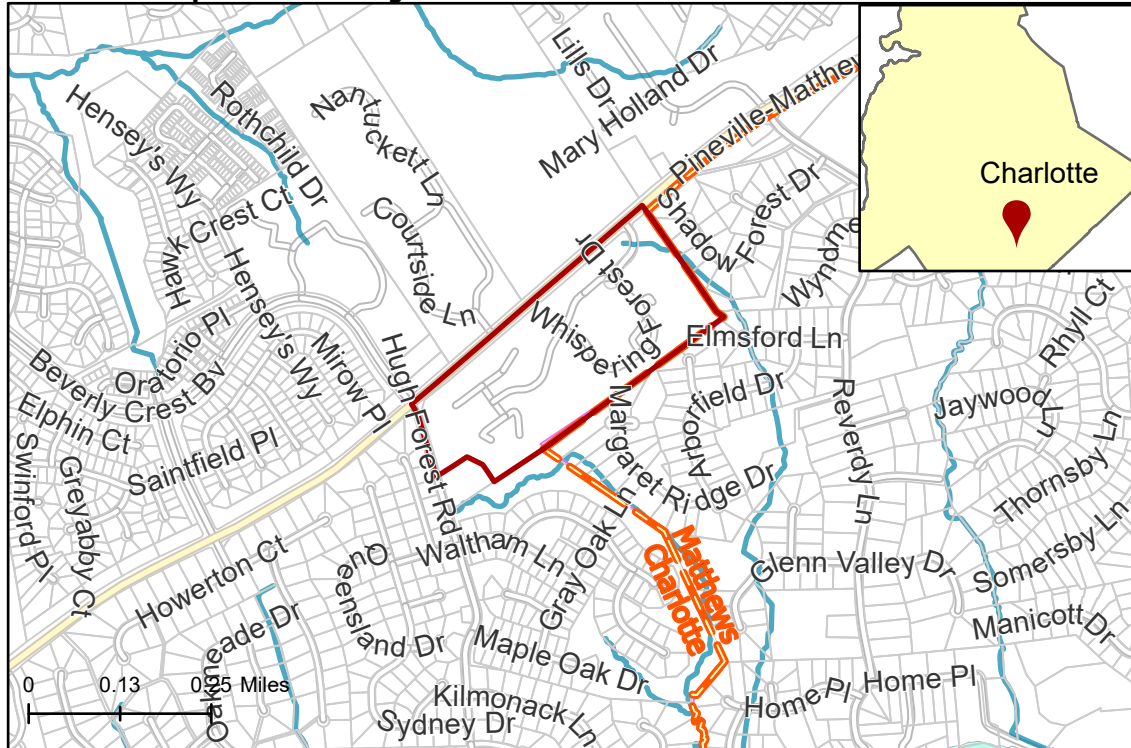 Lills Dr
Mary Holland Dr
Pineville-Matthe
Nantuckett Ln
Hensey's Wy
Rothchild Dr
Charlotte
Crest Ct
Hawk
Courtside Ln
Shadow
Forest Dr
Forest Dr
Wyndm
Hensey's Wy
Whispering
Forest
Rhyll Ct
Oratorio Pl
Mirow Pl
Hugh Forest Rd
Elmsford Ln
Beverly Crest Bv
Elphin Ct
Margaret Ridge Dr
Arborfield Dr
Reverdy Ln
Jaywood Ln
Swinford Pl
Greyabby Ct
Saintfield Pl
Thornsby Ln
Howerton Ct
Queensland Dr
Waltham Ln
Gray Oak Ln
Matthews
Charlotte
Glenn Valley Dr
Somersby Ln
Manicott Dr
Oakmeade Dr
Maple Oak Dr
Home Pl
Home Pl
0 0.13 0.25 Miles
Kilmonack Ln
Sydney Dr